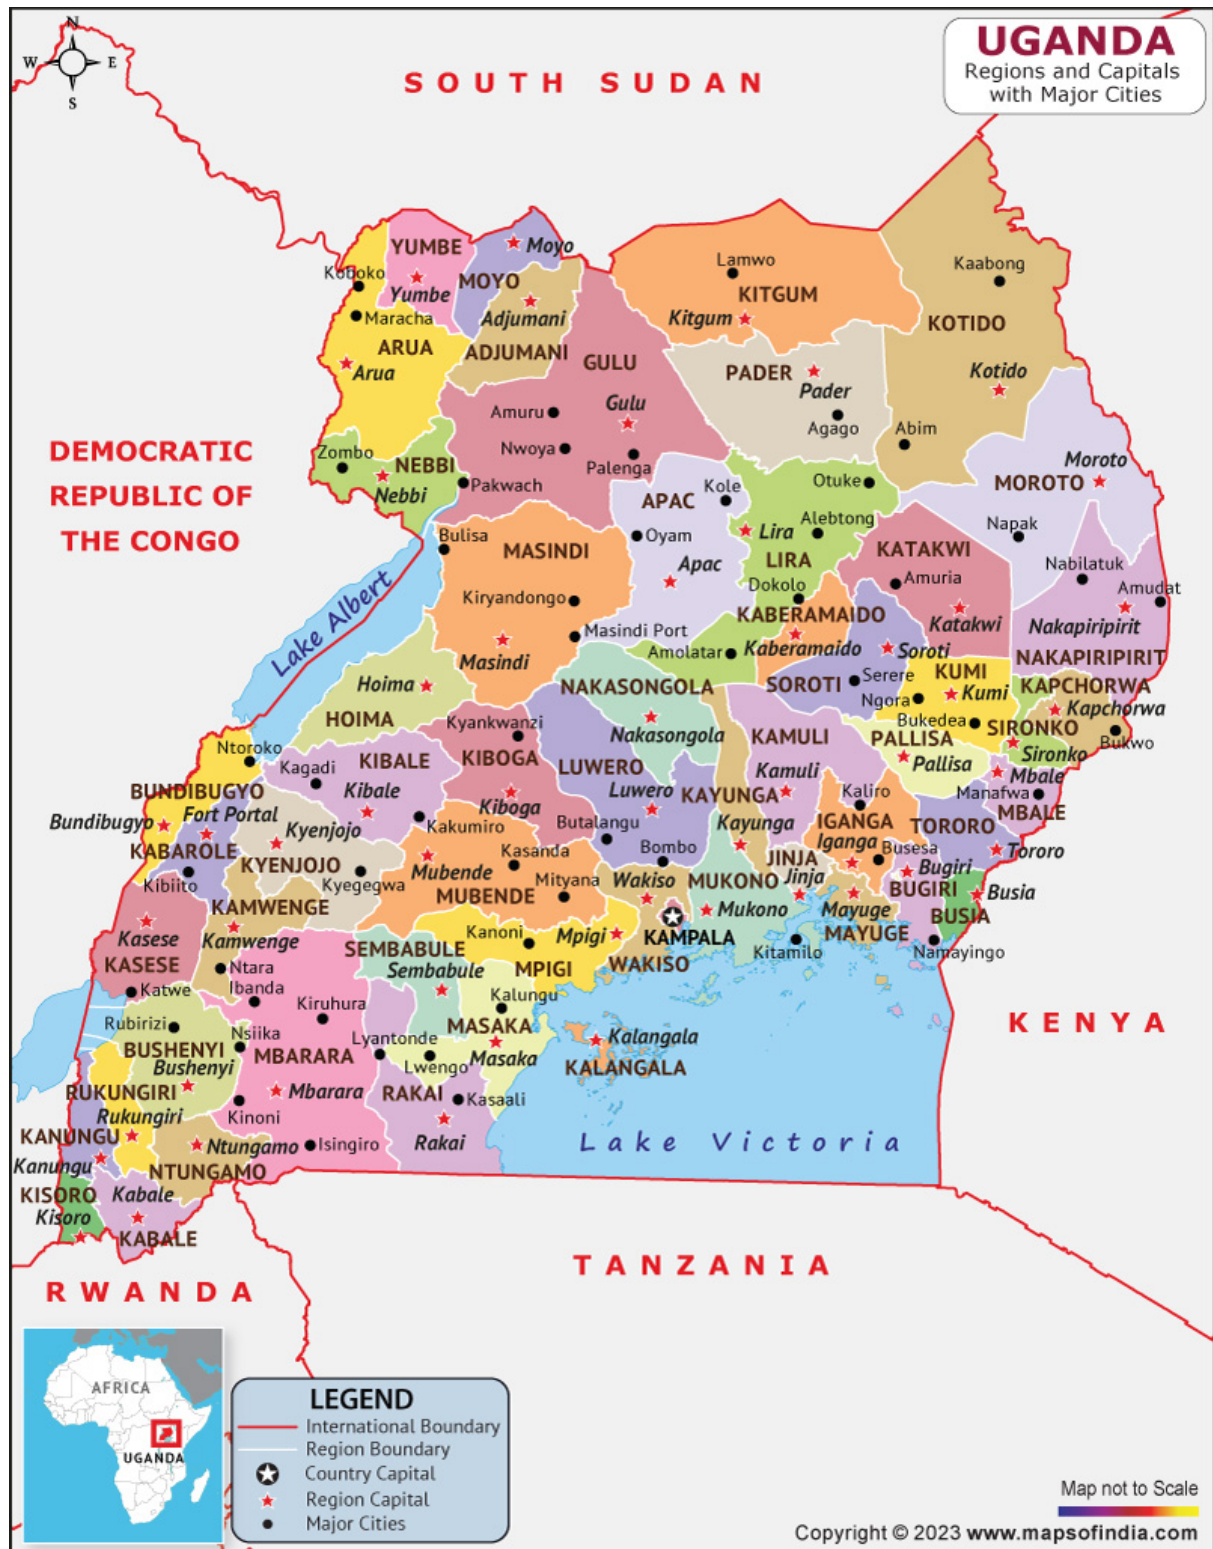 N
W E
S
SOUTH SUDAN
UGANDA
Regions and Capitals
with Major Cities
YUMBE
Yumbe
Moyo
MOYO
Koboko
Maracha
ARUA
Arua
Adjumani
ADJUMANI
GULU
Gulu
Amuru
Nwoya
Palenga
Lamwo
KITGUM
Kitgum
Kaabong
KOTIDO
Kotido
Abim
PADER
Pader
Agago
DEMOCRATIC
REPUBLIC OF
THE CONGO
Zombo
NEBBI
Nebbi
Pakwach
Moroto
MOROTO
Napak
Nabilatuk
Amudat
Nakapiripirit
NAKAPIRIPIRIT
APAC
Kole
Oyam
Apac
Otuke
Lira
Alebtong
LIRA
Dokolo
Amolatar
KATAKWI
Amuria
Katakwi
Bulisa
MASINDI
Kiryandongo
Masindi Port
Masindi
Lake Albert
KABERAMAIDO
Kaberamaido
Soroti
SOROTI
Serere
KUMI
Kumi
Ngora
Bukedea
KAPCHORWA
Kapchorwa
SIRONKO
Sironko
Bukwo
Hoima
HOIMA
NAKASONGOLA
Nakasongola
Kyankwanzi
KIBOGA
Kiboga
LUWERO
Luwero
Butalangu
Bombo
KAMULI
Kamuli
PALLISA
Pallisa
Mbale
Manafwa
MBALE
Ntoroko
BUNDIBUGYO
Bundibugyo
Kagadi
KIBALE
Kibale
Kakumiro
KAYUNGA
Kayunga
Kaliro
IGANGA
Iganga
Busesa
TORORO
Tororo
Fort Portal
KABAROLE
Kibiito
Kyenjojo
KYENJOJO
Kyegegwa
Mubende
Kasanda
Mityana
MUBENDE
Wakiso
MUKONO
Mukono
JINJA
Jinja
Bugiri
BUGIRI
Busia
BUSIA
KAMWENGE
Kamwenge
Kasese
KASESE
Katwe
Ntara
Ibanda
SEMBABULE
Sembabule
Kanoni
Mpigi
MPIGI
KAMPALA
WAKISO
Kitamilo
Mayuge
MAYUGE
Namayingo
KENYA
Rubirizi
BUSHENYI
Bushenyi
Nsiika
Kiruhura
MBARARA
Mbarara
Kinoni
Isingiro
Lyantonde
Kalungu
MASAKA
Masaka
Lwengo
RAKAI
Kasaali
Rakai
Kalangala
KALANGALA
Lake Victoria
RUKUNGIRI
Rukungiri
KANUNGU
Kanungu
Ntungamo
NTUNGAMO
KISORO
Kisoro
Kabale
KABALE
RWANDA
TANZANIA
AFRICA
UGANDA
LEGEND
International Boundary
Region Boundary
Country Capital
Region Capital
Major Cities
Map not to Scale
Copyright © 2023 www.mapsofindia.com